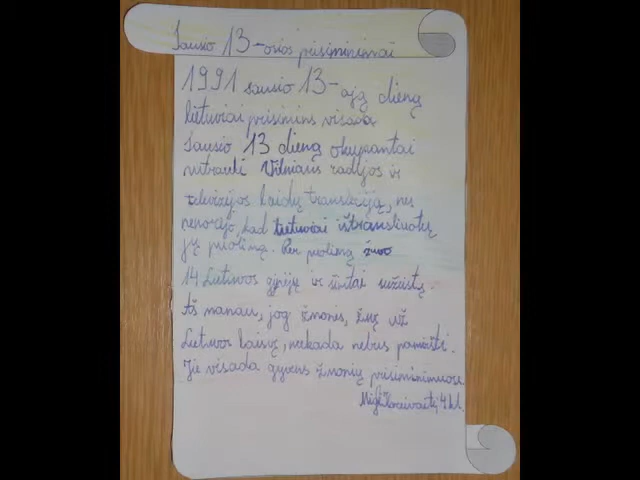 Sausio 13-osios prisiminimai
1991 sausio 13-ąją dieną
lietuviai prisimins visada.
Sausio 13 dieną okupantai
nutraukė Vilniaus radijos ir
televizijos laidų transliaciją, nes
nenorėjo, kad lietuviai ištransliuotų
jų puolimą. Per puolimą žuvo
14 Lietuvos gynėjų ir šimtai sužeistų.
Aš manau, jog žmonės, žuvę už
Lietuvos laisvę, niekada nebus pamiršti.
Jie visada gyvens žmonių prisiminimuose.
4 kl.